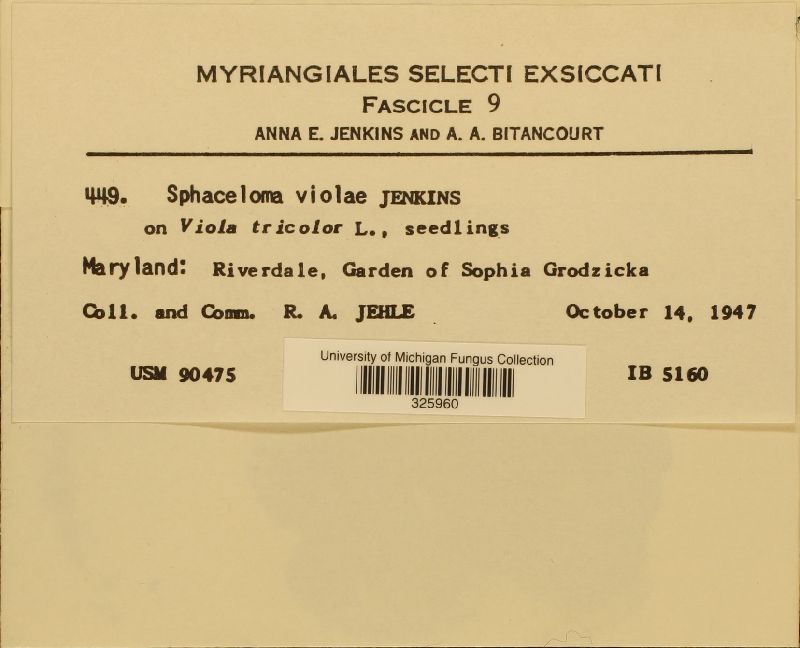 MYRIANGIALES SELECTI EXSICCATI
FASCICLE 9
ANNA E. JENKINS AND A. A. BITANCOURT
449. Sphaceloma violae JENKINS
on Viola tricolor L., seedlings
Maryland: Riverdale, Garden of Sophia Grodzicka
Coll. and Comm. R. A. JEHLE October 14, 1947
USM 90475 IB 5160
University of Michigan Fungus Collection
325960